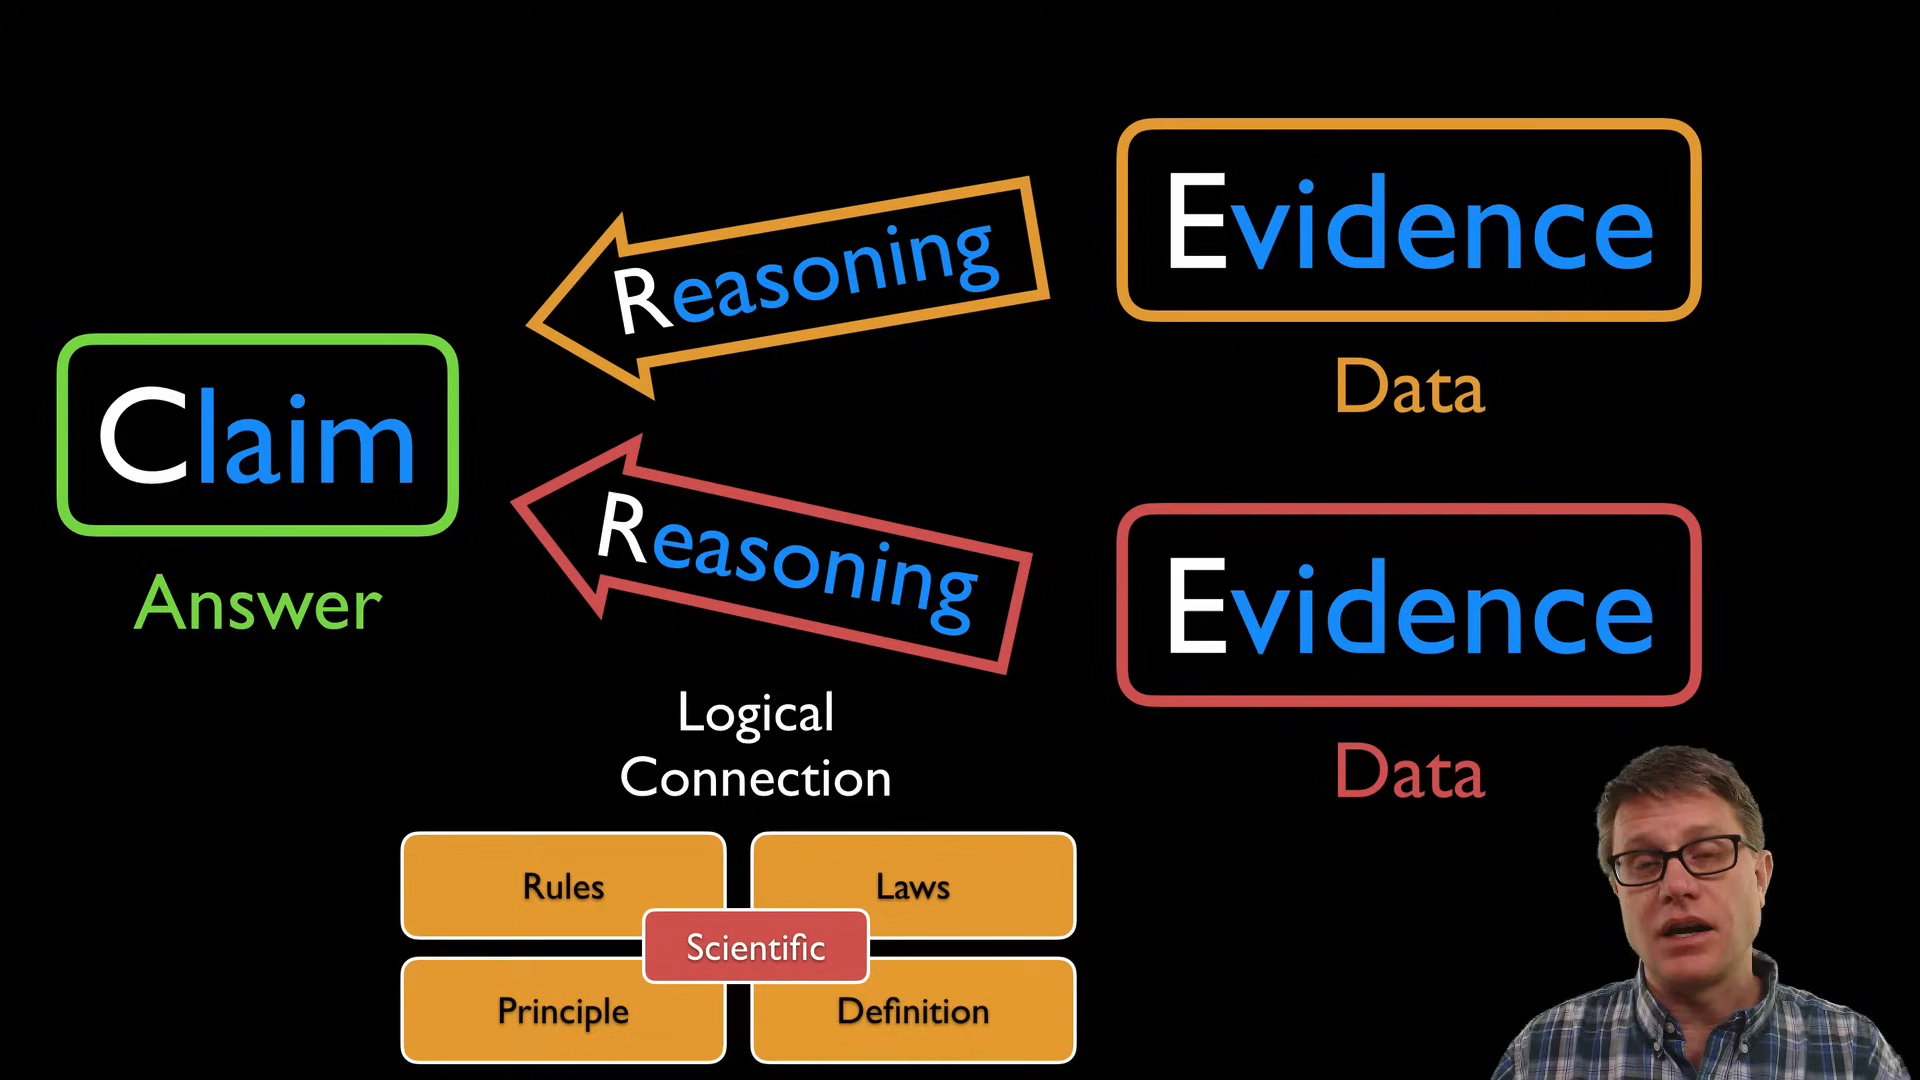 Evidence
Reasoning
Data
Claim
Answer
Reasoning
Evidence
Data
Logical
Connection
Rules
Laws
Scientific
Principle
Definition